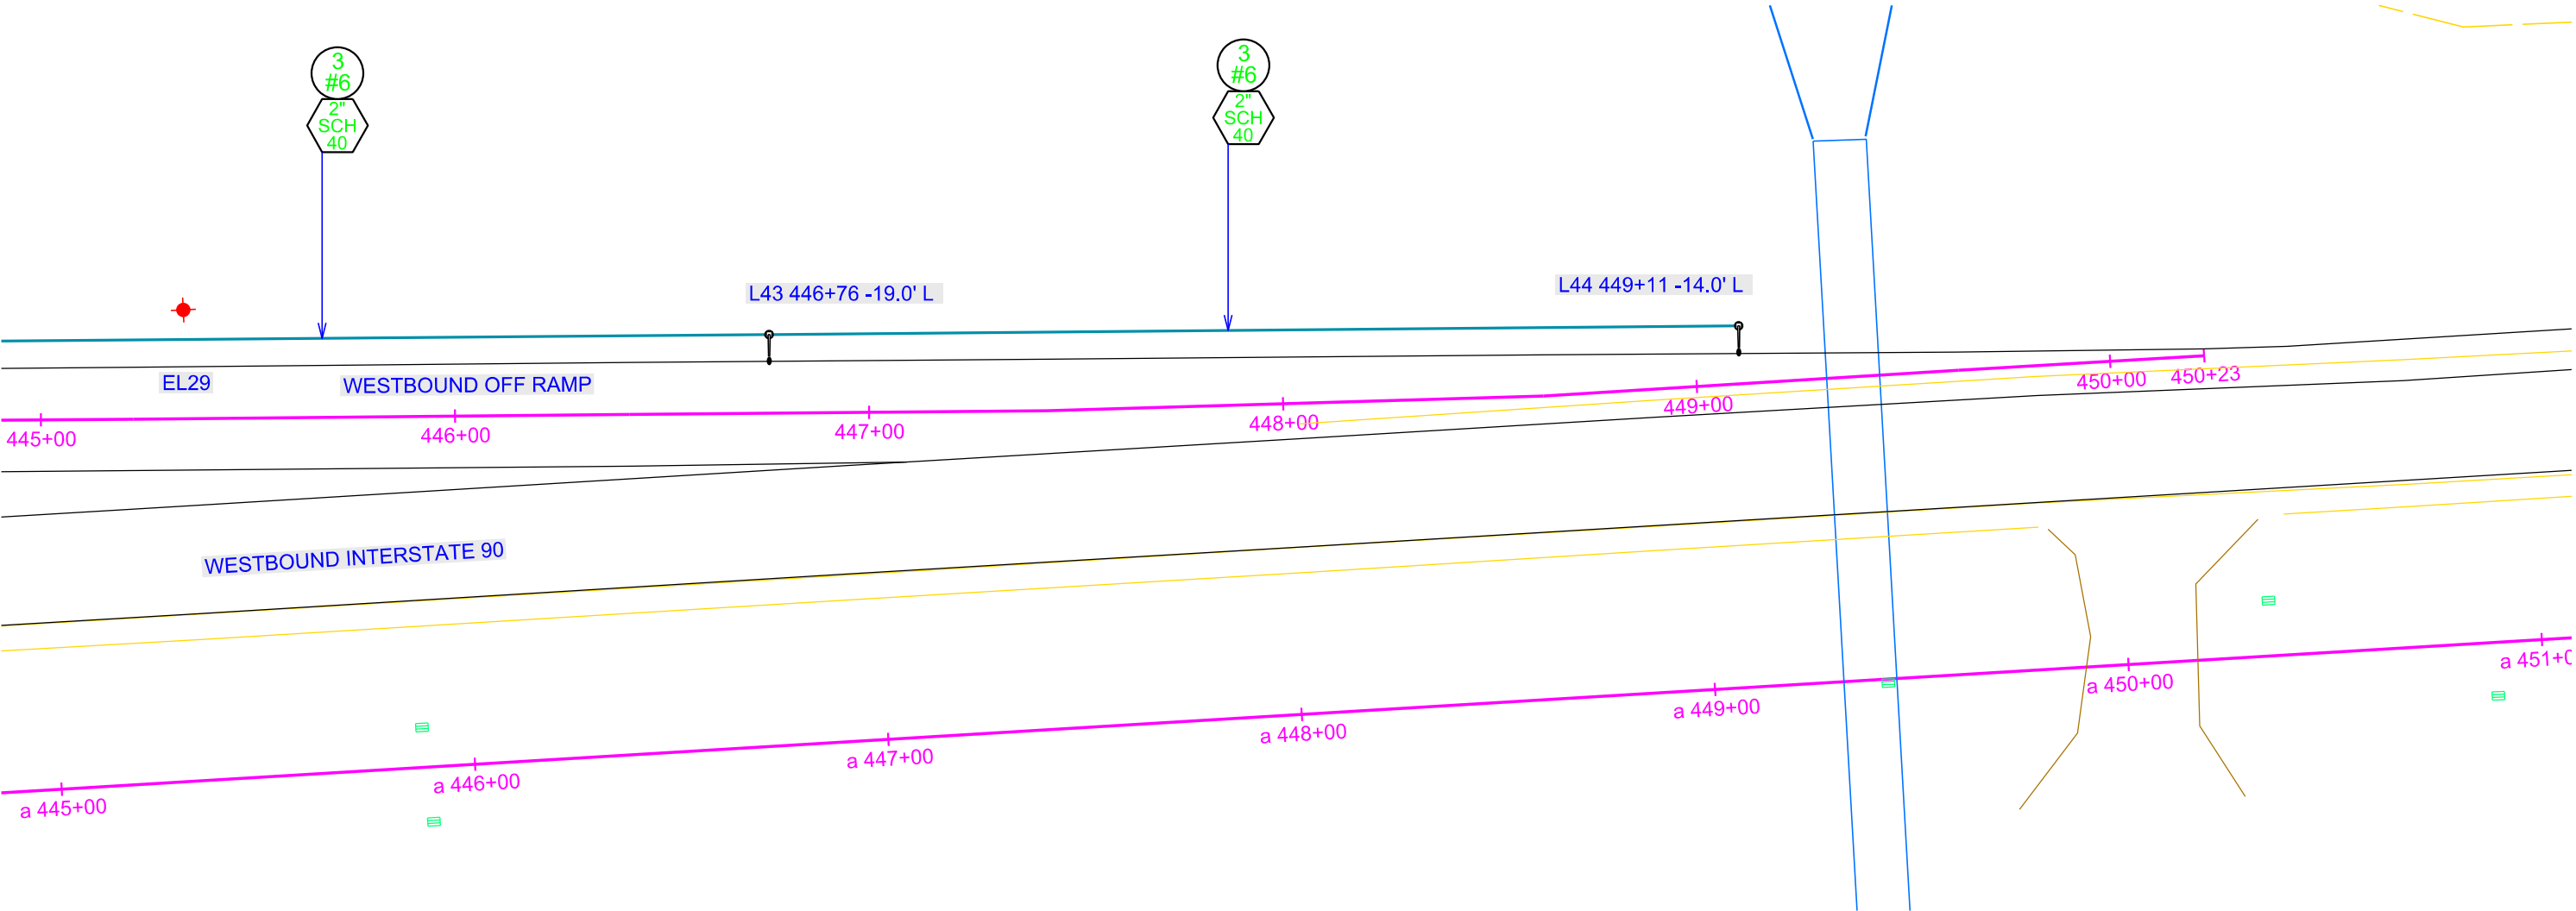 3
#6
2"
SCH
40
3
#6
2"
SCH
40
L43 446+76 -19.0' L
L44 449+11 -14.0' L
EL29
WESTBOUND OFF RAMP
445+00
446+00
447+00
448+00
449+00
450+00
450+23
WESTBOUND INTERSTATE 90
a 445+00
a 446+00
a 447+00
a 448+00
a 449+00
a 450+00
a 451+0